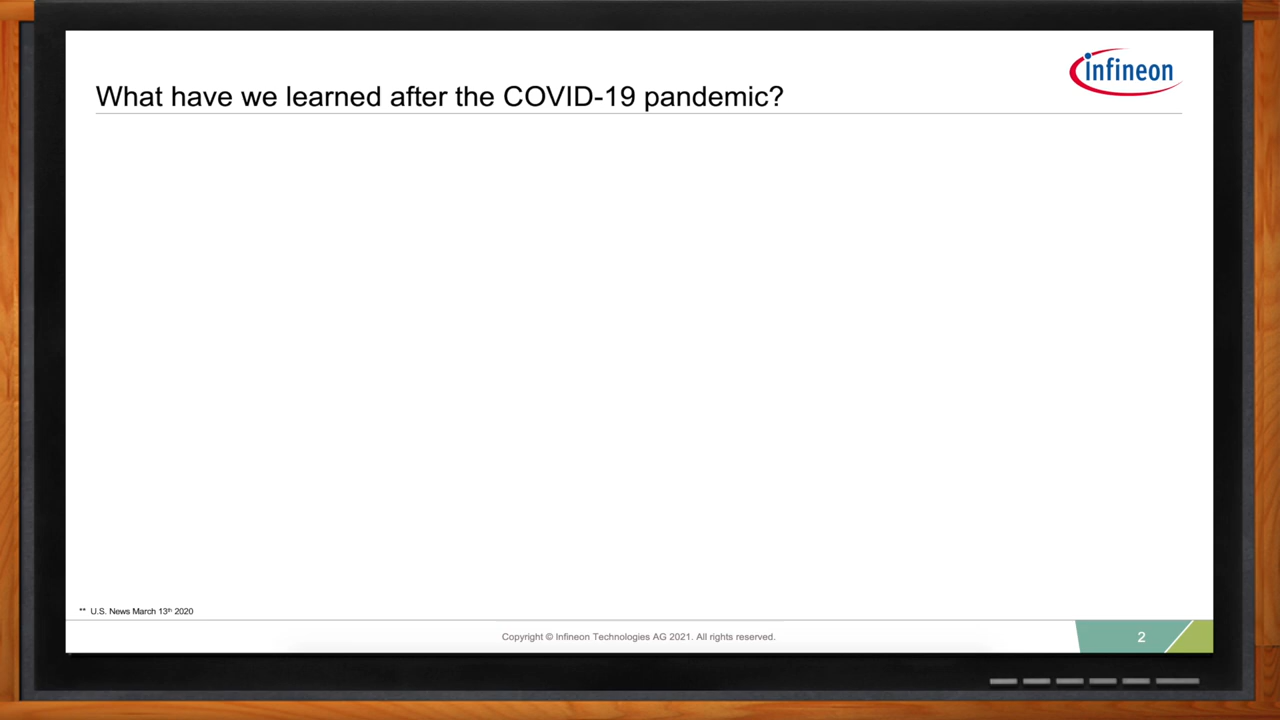 infineon
What have we learned after the COVID-19 pandemic?
** U.S. News March 13th 2020
Copyright © Infineon Technologies AG 2021. All rights reserved.
2